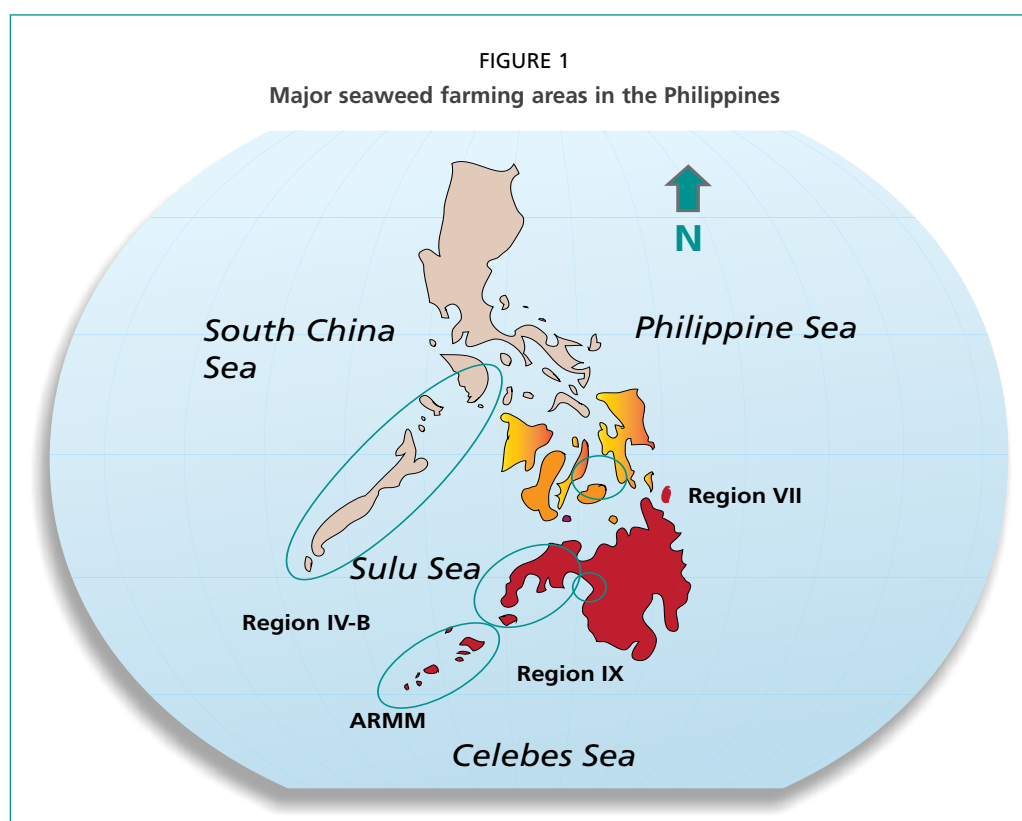 FIGURE 1
Major seaweed farming areas in the Philippines
N
South China
Sea
Philippine Sea
Region VII
Sulu Sea
Region IV-B
Region IX
ARMM
Celebes Sea